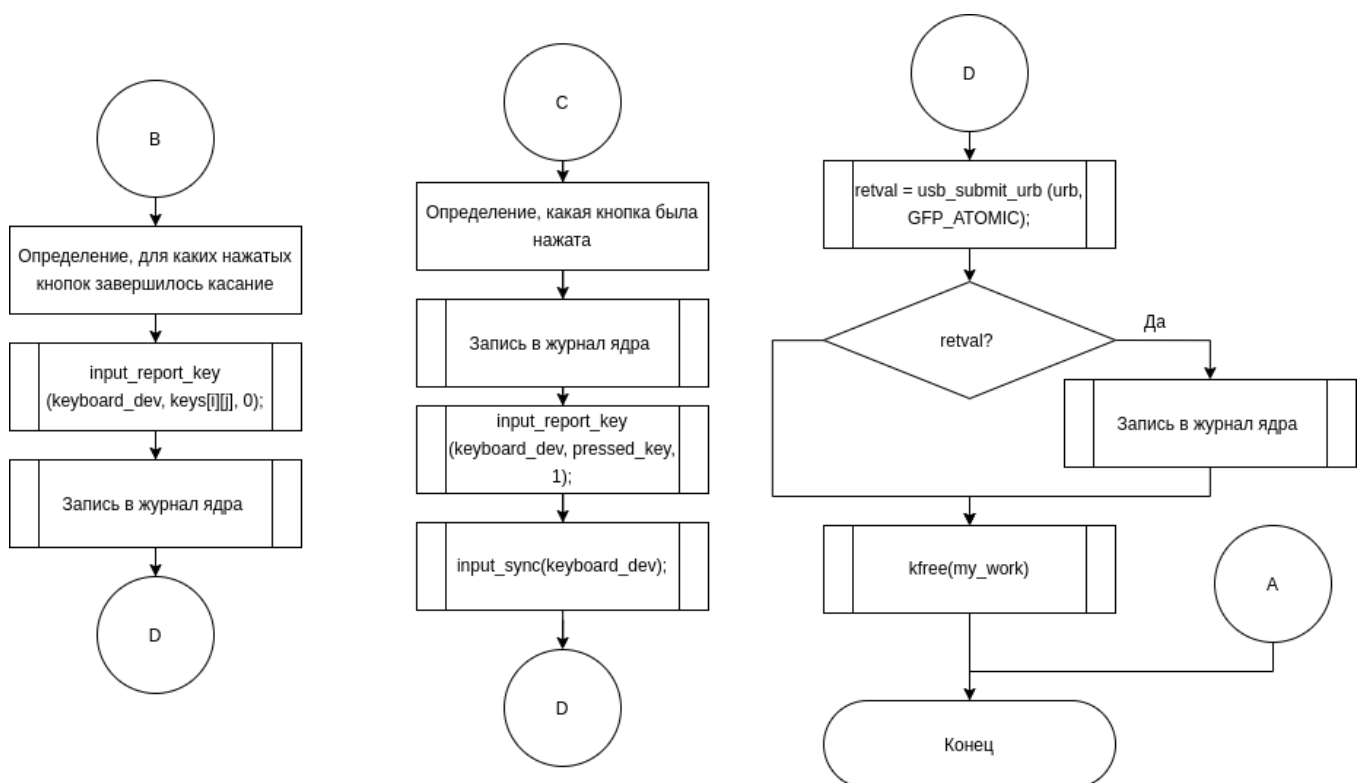 B
Определение, для каких нажатых
кнопок завершилось касание
input_report_key
(keyboard_dev, keys[i][j], 0);
Запись в журнал ядра
D
C
Определение, какая кнопка была
нажата
Запись в журнал ядра
input_report_key
(keyboard_dev, pressed_key,
1);
input_sync(keyboard_dev);
D
D
retval = usb_submit_urb (urb,
GFP_ATOMIC);
retval?
Да
Запись в журнал ядра
kfree(my_work)
A
Конец